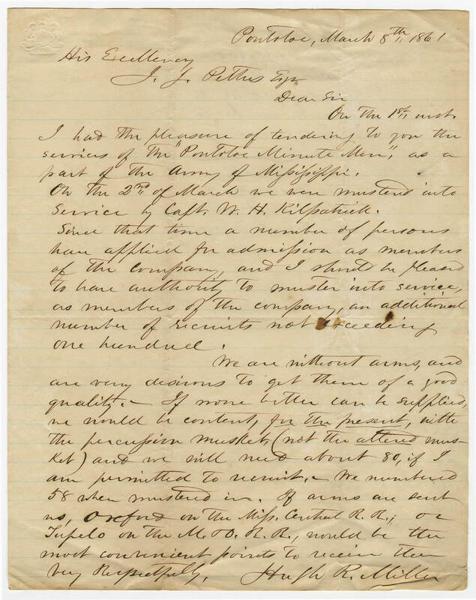 Pontotoc, March 8th, 1861
His Excellency
J. J. Pettus Esqr
Dear Sir
On the 1st, inst.
I had the pleasure of tendering to you the
services of the "Pontotoc Minute Men", as a
part of the Army of Mississippi.
On the 2nd of March we were mustered into
Service by Capt. W. H. Kilpatrick.
Since that time a number of persons
have applied for admission as members
of the company, and I should be pleased
to have authority to muster into service,
as members of the company, an additional
number of recruits not exceeding
one hundred.
We are without arms, and
are very desirous to get them of a good
quality. - If none better can be supplied,
we would be content, for the present, with
the percussion muskets (not the altered mus-
ket) and we will need about 80, if I
am permitted to recruit. - We numbered
58 when mustered in. If arms are sent
us, Oxford on the Miss. Central R. R., or
Tupelo on the M & O. R. R., would be the
most convenient points to receive them
Very Respectfully, Hugh R. Miller